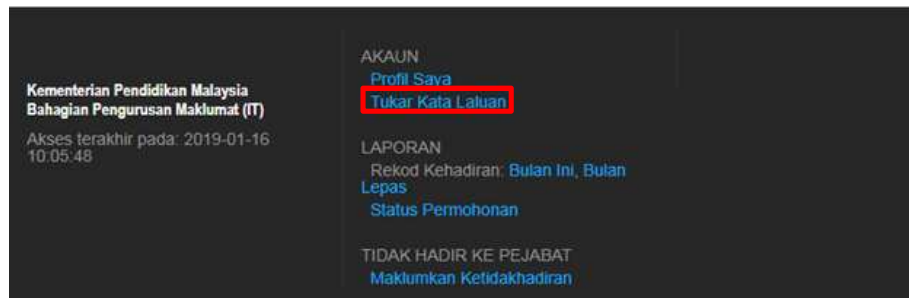 Kementerian Pendidikan Malaysia
Bahagian Pengurusan Maklumat (IT)
Akses terakhir pada: 2019-01-16
10:05:48
AKAUN
Profil Saya
Tukar Kata Laluan
LAPORAN
Rekod Kehadiran: Bulan Ini, Bulan
Lepas
Status Permohonan
TIDAK HADIR KE PEJABAT
Maklumkan Ketidakhadiran